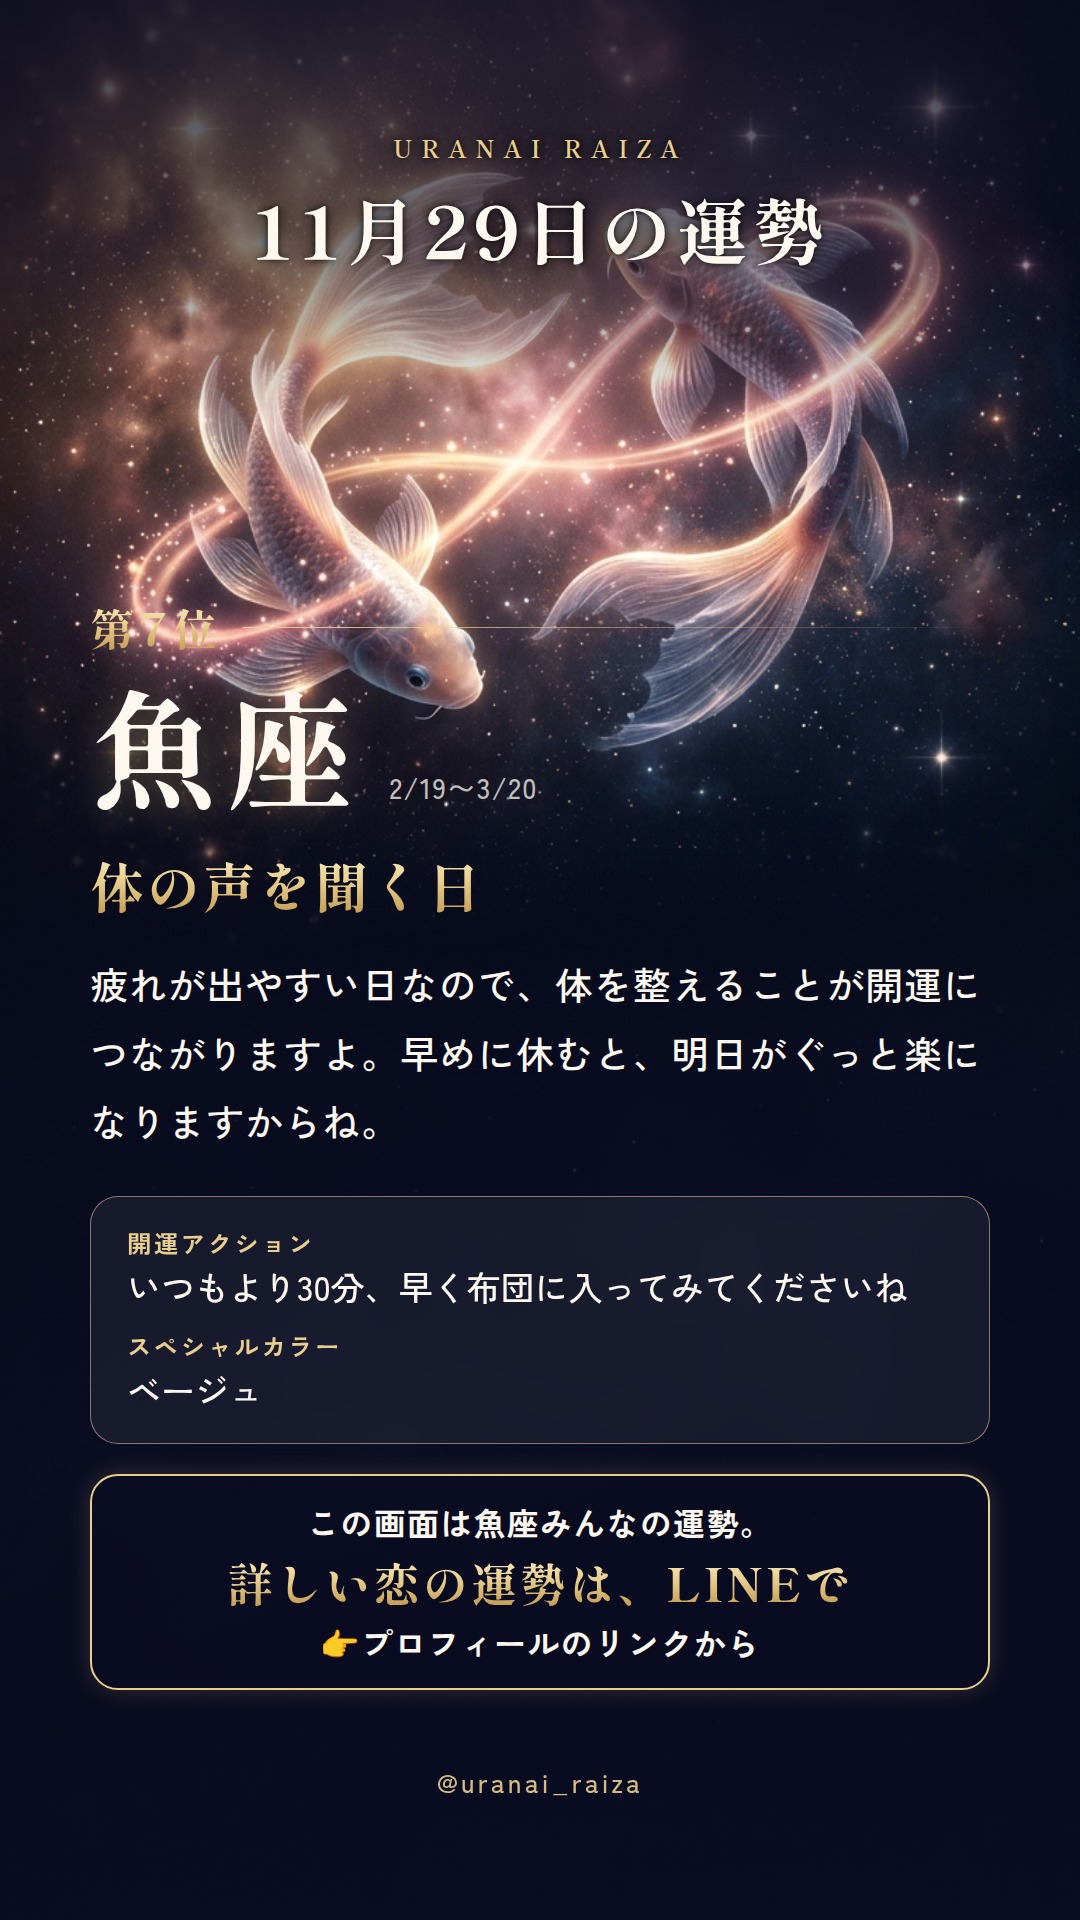 URANAI RAIZA
11月29日の運勢
第7位
魚座 2/19〜3/20
体の声を聞く日
疲れが出やすい日なので、体を整えることが開運に
つながりますよ。早めに休むと、明日がぐっと楽に
なりますからね。
開運アクション
いつもより30分、早く布団に入ってみてくださいね
スペシャルカラー
ベージュ
この画面は魚座みんなの運勢。
詳しい恋の運勢は、LINEで
👉プロフィールのリンクから
@uranai_raiza